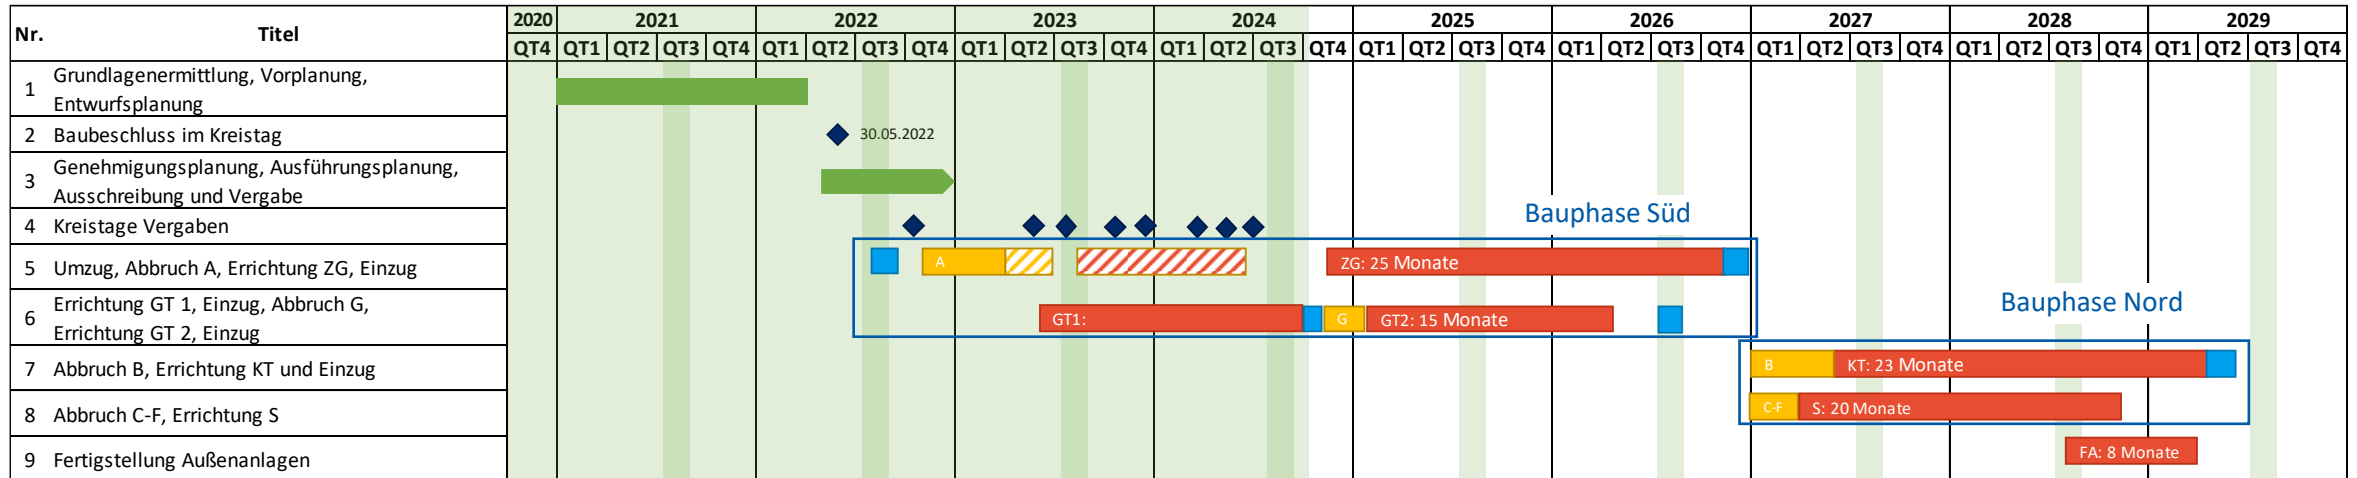 Nr. Titel 2020 2021 2022 2023 2024 2025 2026 2027 2028 2029
QT4 QT1 QT2 QT3 QT4 QT1 QT2 QT3 QT4 QT1 QT2 QT3 QT4 QT1 QT2 QT3 QT4 QT1 QT2 QT3 QT4 QT1 QT2 QT3 QT4 QT1 QT2 QT3 QT4 QT1 QT2 QT3 QT4 QT1 QT2 QT3 QT4
1 Grundlagenermittlung, Vorplanung,
Entwurfsplanung
2 Baubeschluss im Kreistag 30.05.2022
3 Genehmigungsplanung, Ausführungsplanung,
Ausschreibung und Vergabe
4 Kreistage Vergaben
Bauphase Süd
5 Umzug, Abbruch A, Errichtung ZG, Einzug A ZG: 25 Monate
6 Errichtung GT 1, Einzug, Abbruch G,
Errichtung GT 2, Einzug
GT1: G GT2: 15 Monate
Bauphase Nord
7 Abbruch B, Errichtung KT und Einzug B KT: 23 Monate
8 Abbruch C-F, Errichtung S C-F S: 20 Monate
9 Fertigstellung Außenanlagen FA: 8 Monate